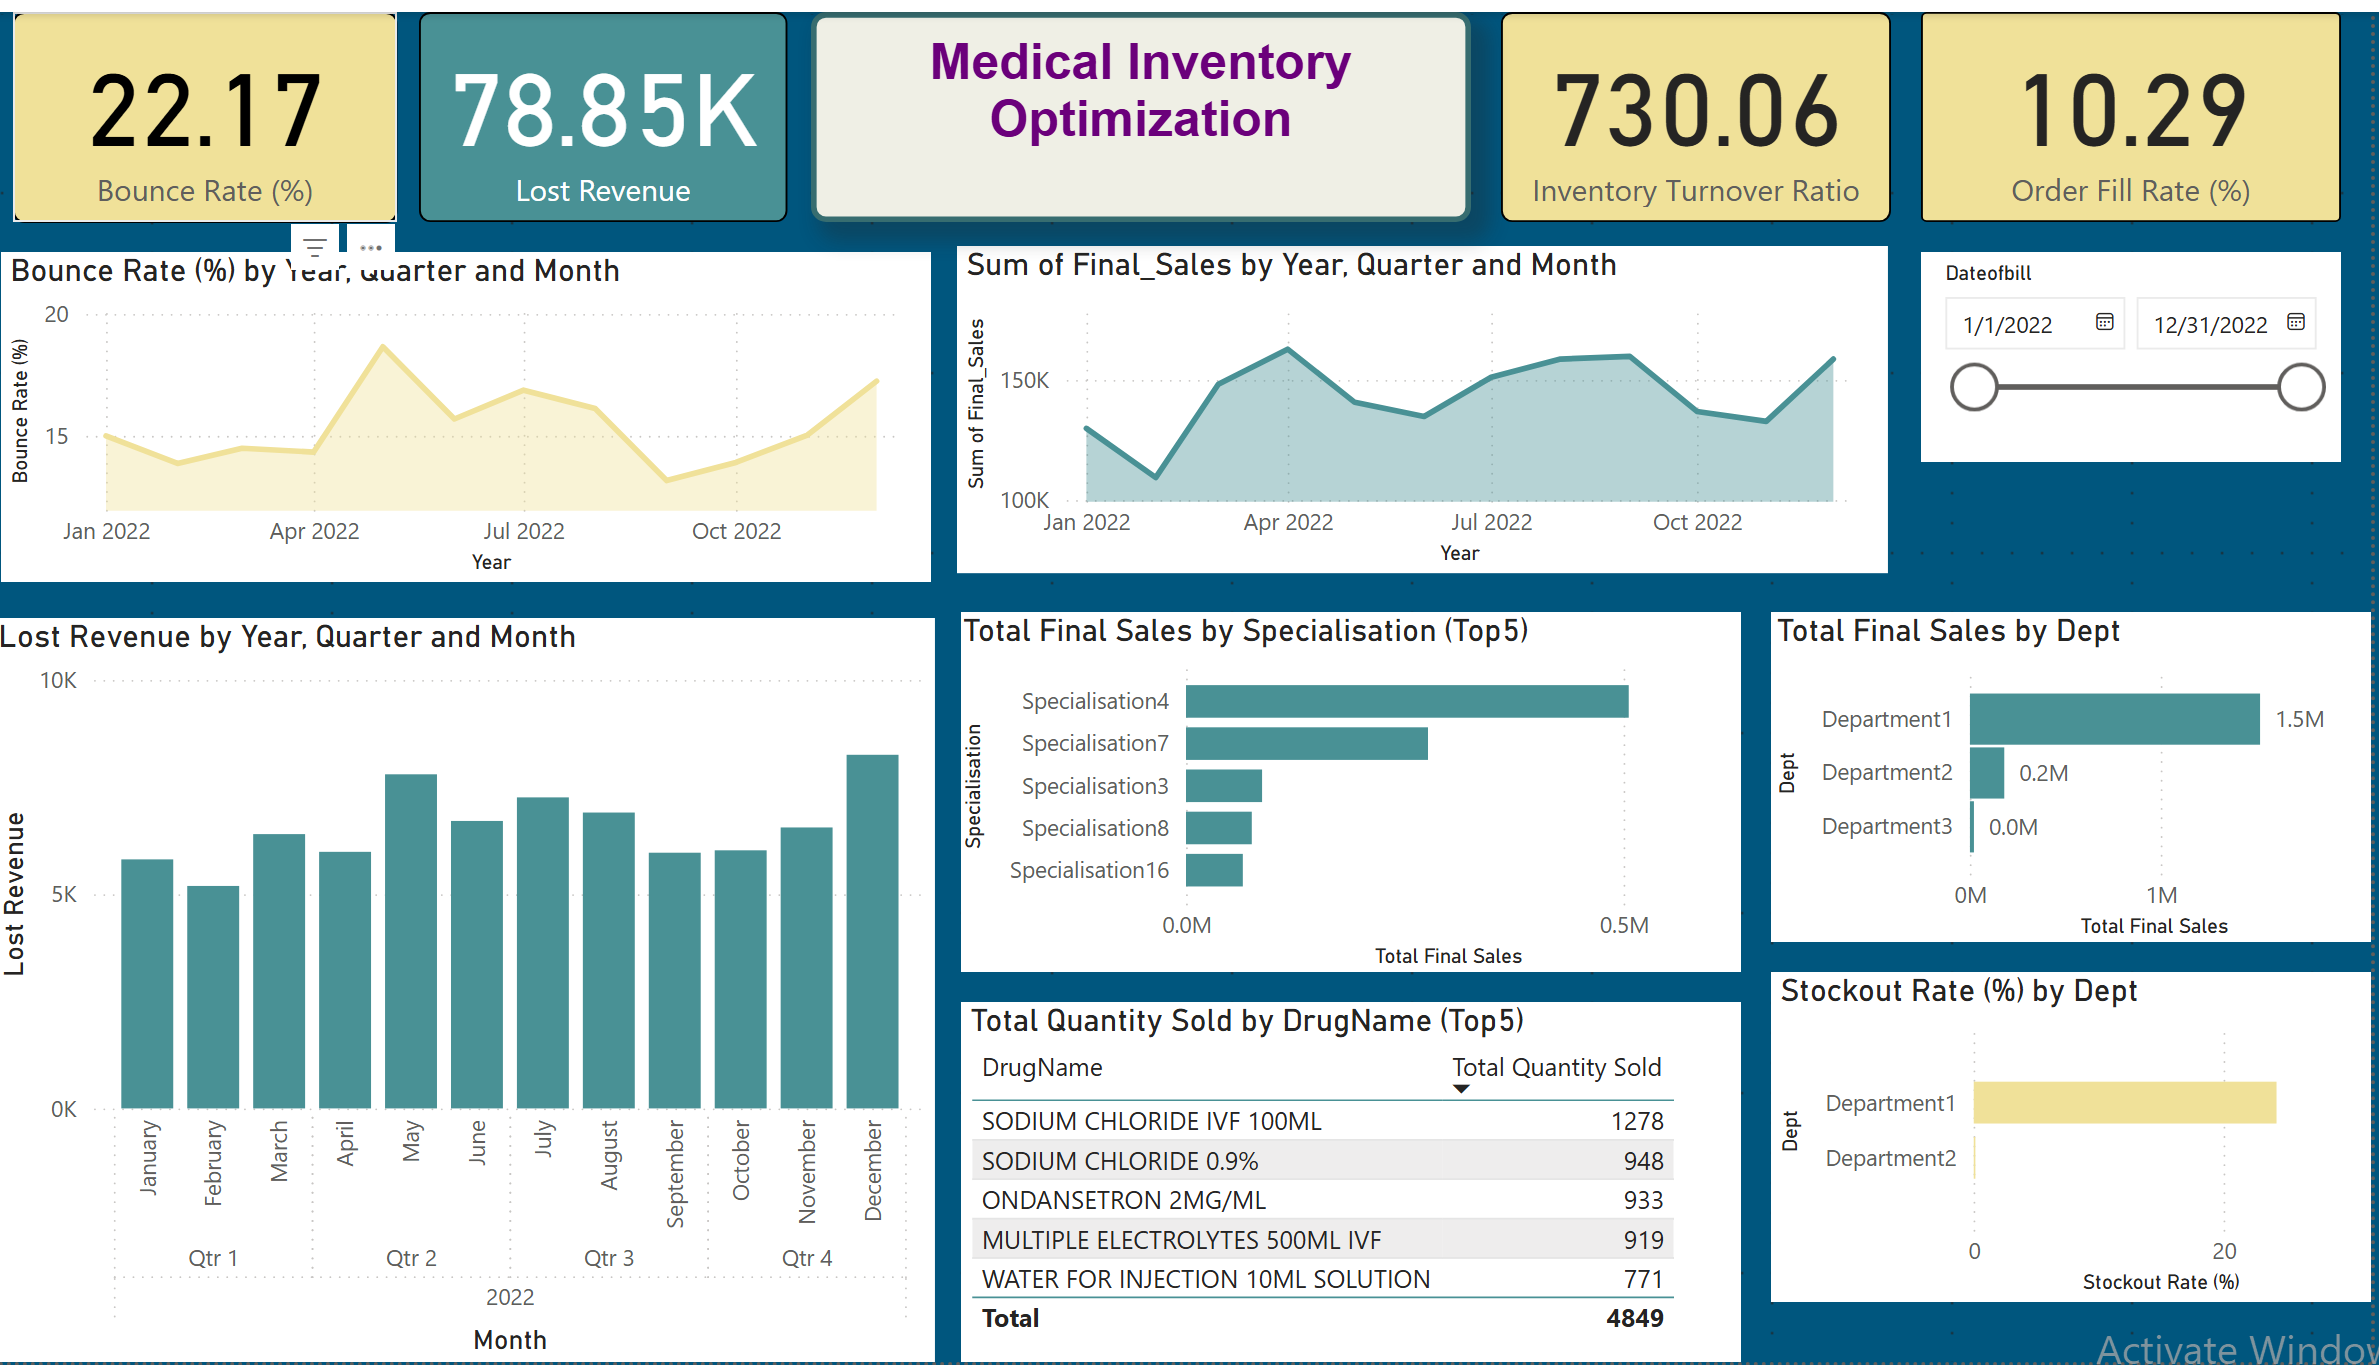 22.17
Bounce Rate (%)
78.85K
Lost Revenue
Medical Inventory
Optimization
730.06
Inventory Turnover Ratio
10.29
Order Fill Rate (%)
Bounce Rate (%) by Year, Quarter and Month
Bounce Rate (%)
20
15
Jan 2022
Apr 2022
Jul 2022
Oct 2022
Year
Sum of Final_Sales by Year, Quarter and Month
Sum of Final_Sales
150K
100K
Jan 2022
Apr 2022
Jul 2022
Oct 2022
Year
Dateofbill
1/1/2022
12/31/2022
Lost Revenue by Year, Quarter and Month
Lost Revenue
10K
5K
0K
January
February
March
April
May
June
July
August
September
October
November
December
Qtr 1
Qtr 2
Qtr 3
Qtr 4
2022
Month
Total Final Sales by Specialisation (Top5)
Specialisation
Specialisation4
Specialisation7
Specialisation3
Specialisation8
Specialisation16
0.0M
0.5M
Total Final Sales
Total Final Sales by Dept
Dept
Department1
1.5M
Department2
0.2M
Department3
0.0M
0M
1M
Total Final Sales
Total Quantity Sold by DrugName (Top5)
DrugName Total Quantity Sold
SODIUM CHLORIDE IVF 100ML 1278
SODIUM CHLORIDE 0.9% 948
ONDANSETRON 2MG/ML 933
MULTIPLE ELECTROLYTES 500ML IVF 919
WATER FOR INJECTION 10ML SOLUTION 771
Total 4849
Stockout Rate (%) by Dept
Dept
Department1
Department2
0
20
Stockout Rate (%)
Activate Windo